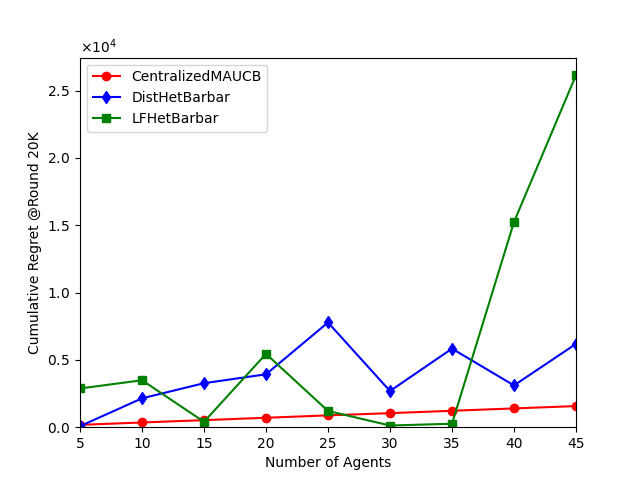 ×10⁴
CentralizedMAUCB
DistHetBarbar
LFHetBarbar
Cumulative Regret @Round 20K
2.5
2.0
1.5
1.0
0.5
0.0
5 10 15 20 25 30 35 40 45
Number of Agents